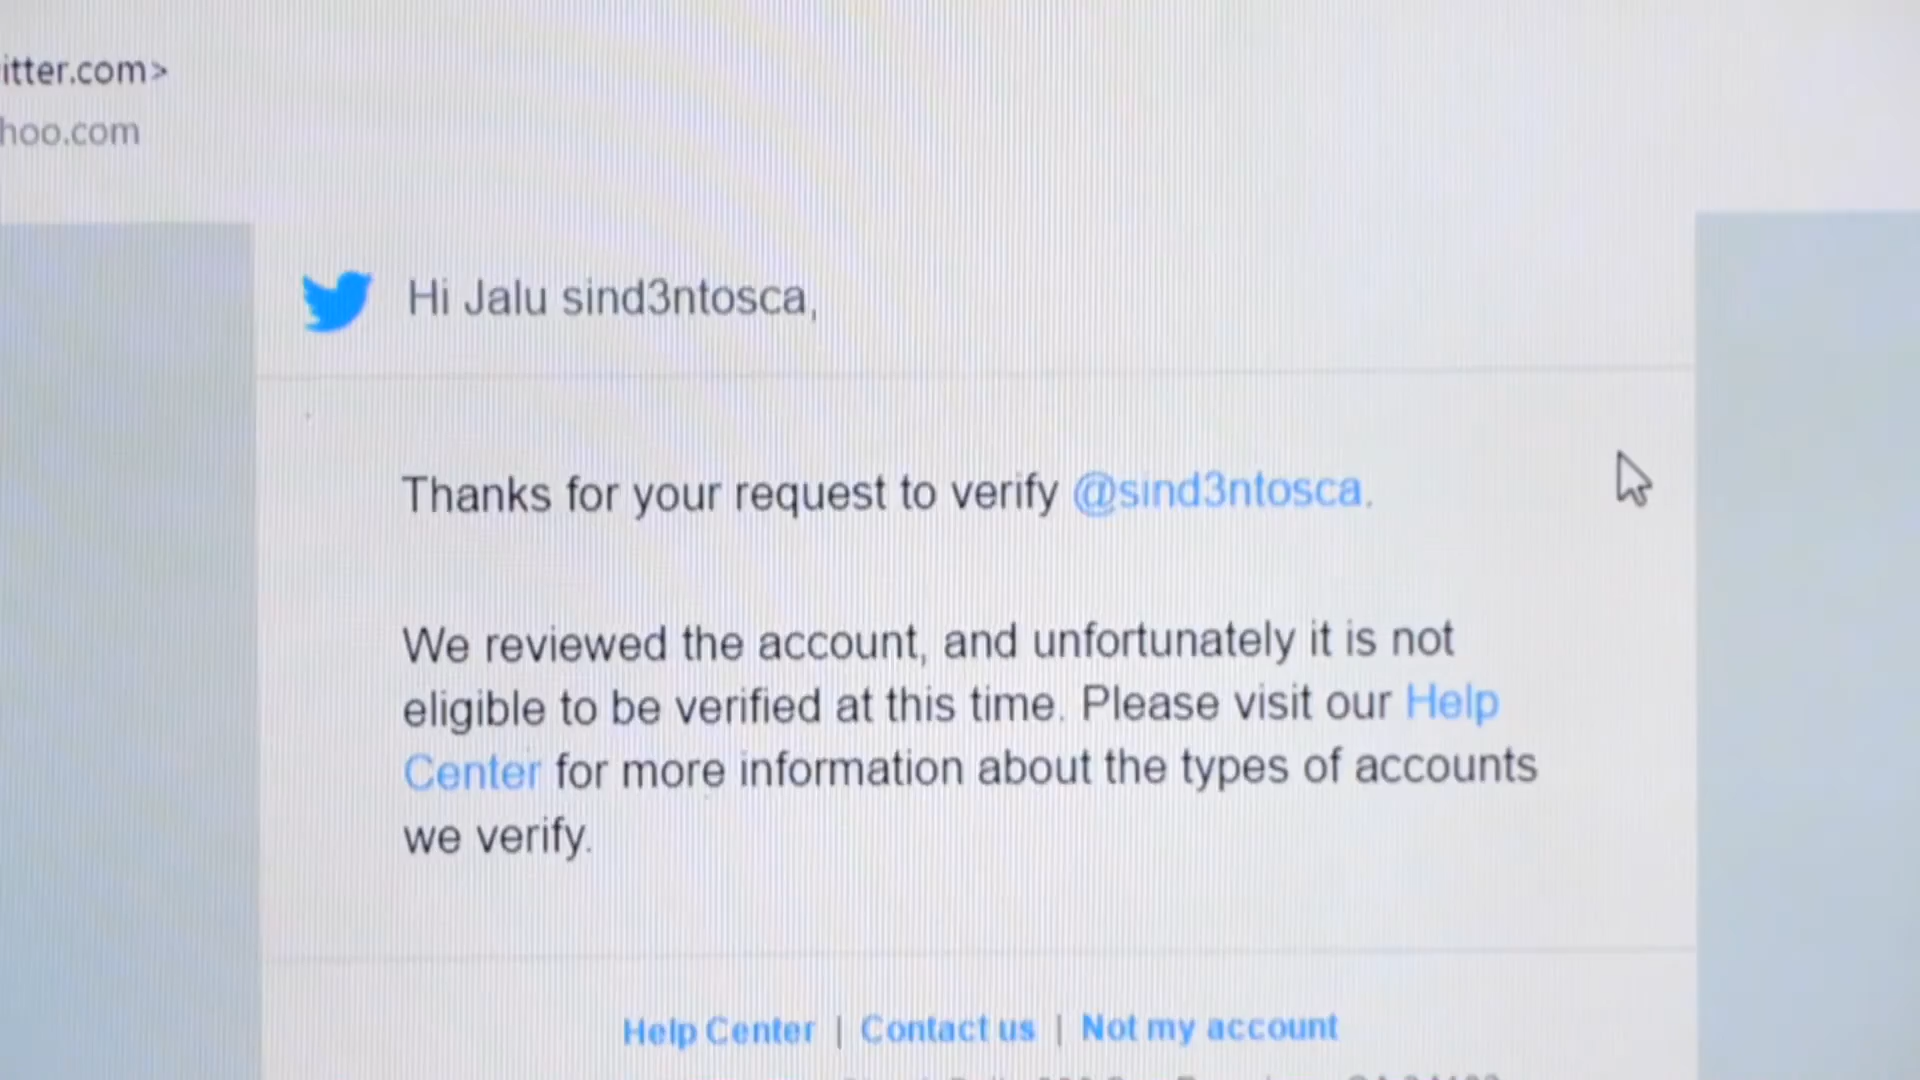 itter.com>
hoo.com
Hi Jalu sind3ntosca,
Thanks for your request to verify @sind3ntosca.
We reviewed the account, and unfortunately it is not
eligible to be verified at this time. Please visit our Help
Center for more information about the types of accounts
we verify.
Help Center | Contact us | Not my account